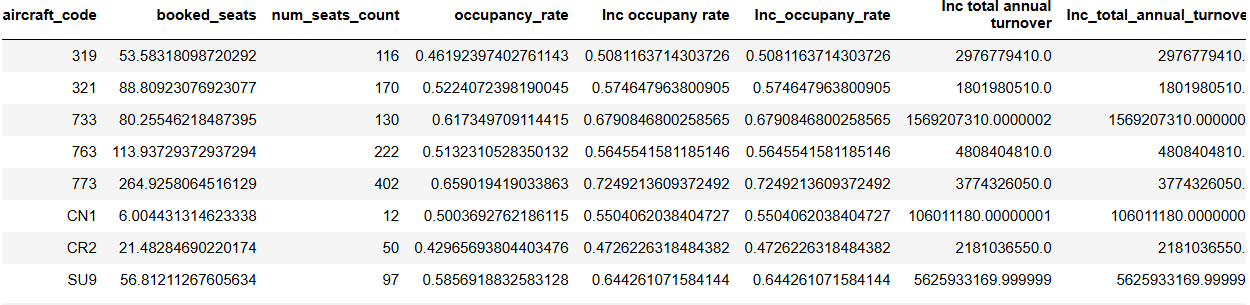 aircraft_code booked_seats num_seats_count occupancy_rate Inc occupany rate Inc_occupany_rate Inc total annual turnover Inc_total_annual_turnove
319 53.58318098720292 116 0.46192397402761143 0.5081163714303726 0.5081163714303726 2976779410.0 2976779410.
321 88.80923076923077 170 0.5224072398190045 0.574647963800905 0.574647963800905 1801980510.0 1801980510.
733 80.25546218487395 130 0.617349709114415 0.6790846800258565 0.6790846800258565 1569207310.0000002 1569207310.000000
763 113.93729372937294 222 0.5132310528350132 0.5645541581185146 0.5645541581185146 4808404810.0 4808404810.
773 264.9258064516129 402 0.659019419033863 0.7249213609372492 0.7249213609372492 3774326050.0 3774326050.
CN1 6.004431314623338 12 0.5003692762186115 0.5504062038404727 0.5504062038404727 106011180.00000001 106011180.0000000
CR2 21.48284690220174 50 0.42965693804403476 0.4726226318484382 0.4726226318484382 2181036550.0 2181036550.
SU9 56.81211267605634 97 0.5856918832583128 0.644261071584144 0.644261071584144 5625933169.999999 5625933169.99999